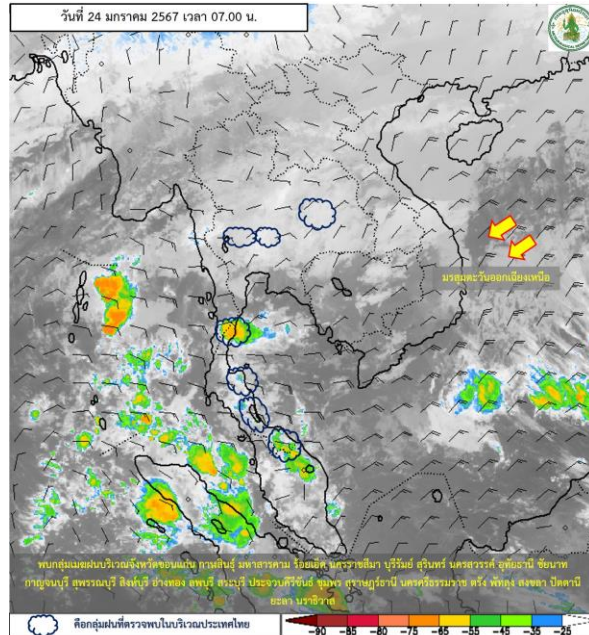 วันที่ 24 มกราคม 2567 เวลา 07.00 น.
มรสุมตะวันออกเฉียงเหนือ
พบกลุ่มเมฆฝนบริเวณจังหวัดขอนแก่น กาฬสินธุ์ มหาสารคาม ร้อยเอ็ด นครราชสีมา บุรีรัมย์ สุรินทร์ นครสวรรค์ อุทัยธานี ชัยนาท
กาญจนบุรี สุพรรณบุรี สิงห์บุรี อ่างทอง ลพบุรี สระบุรี ประจวบคีรีขันธ์ ชุมพร สุราษฎร์ธานี นครศรีธรรมราช ตรัง พัทลุง สงขลา ปัตตานี
ยะลา นราธิวาส
คือกลุ่มฝนที่ตรวจพบในบริเวณประเทศไทย
-90 -85 -80 -75 -65 -55 -45 -35 -25